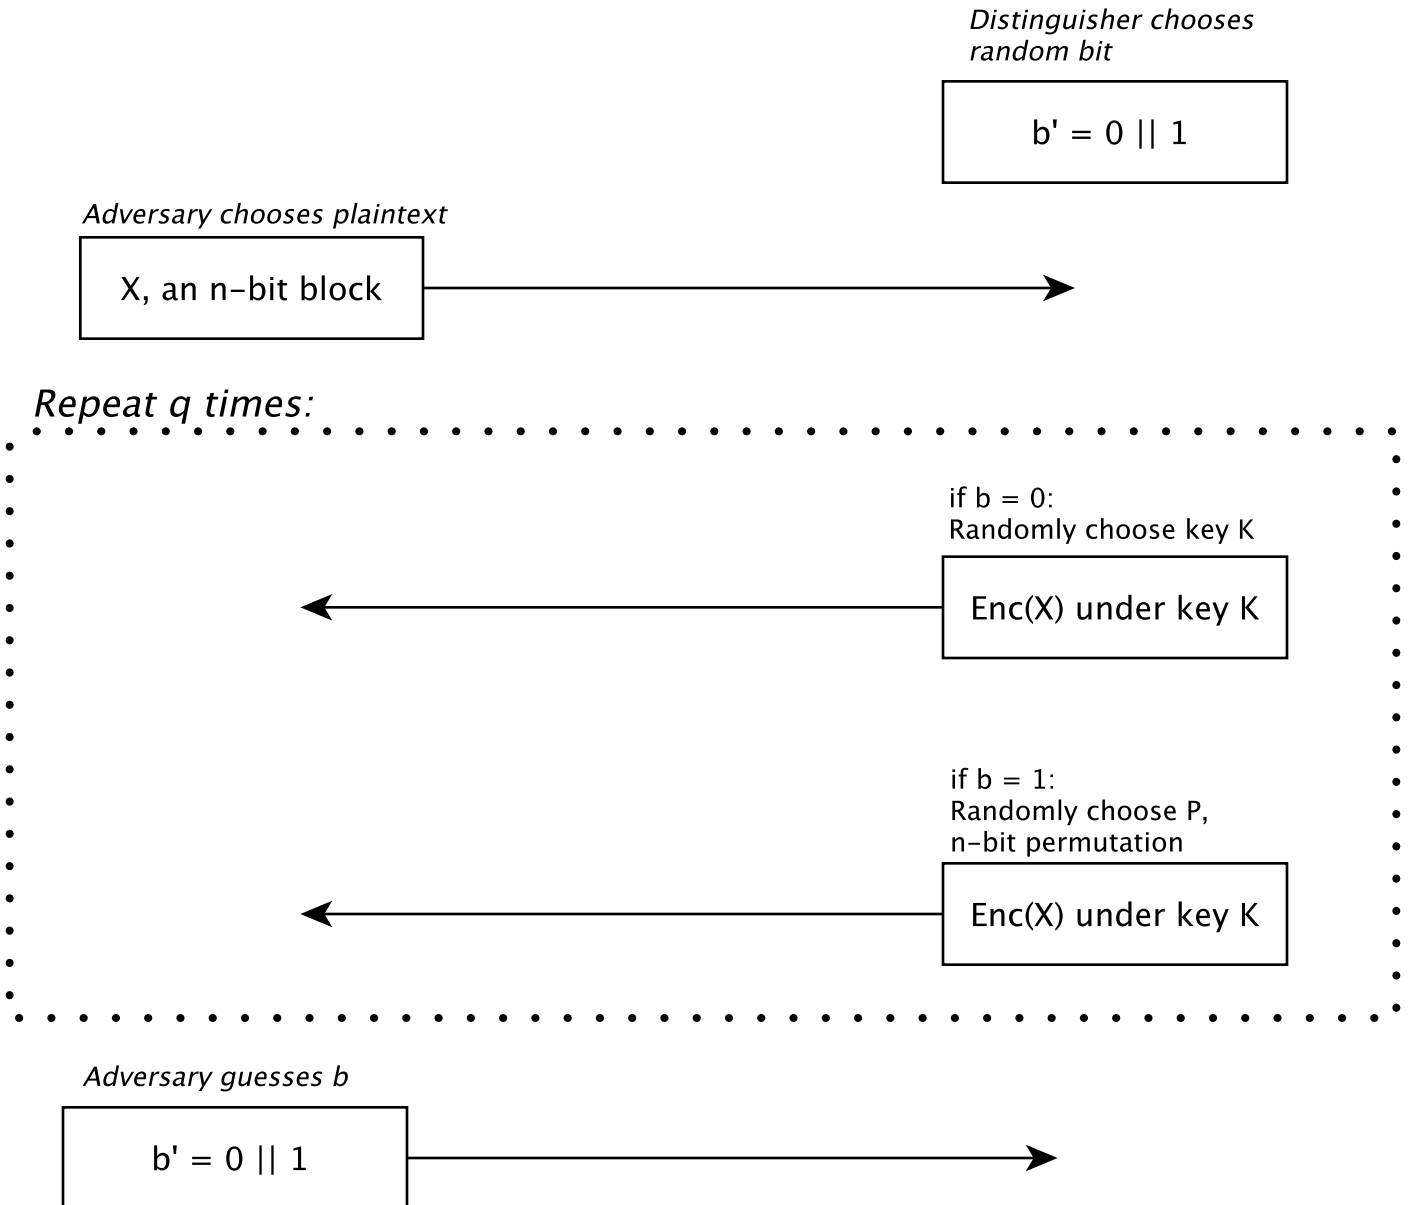 Distinguisher chooses
random bit
b' = 0 || 1
Adversary chooses plaintext
X, an n-bit block
Repeat q times:
if b = 0:
Randomly choose key K
Enc(X) under key K
if b = 1:
Randomly choose P,
n-bit permutation
Enc(X) under key K
Adversary guesses b
b' = 0 || 1